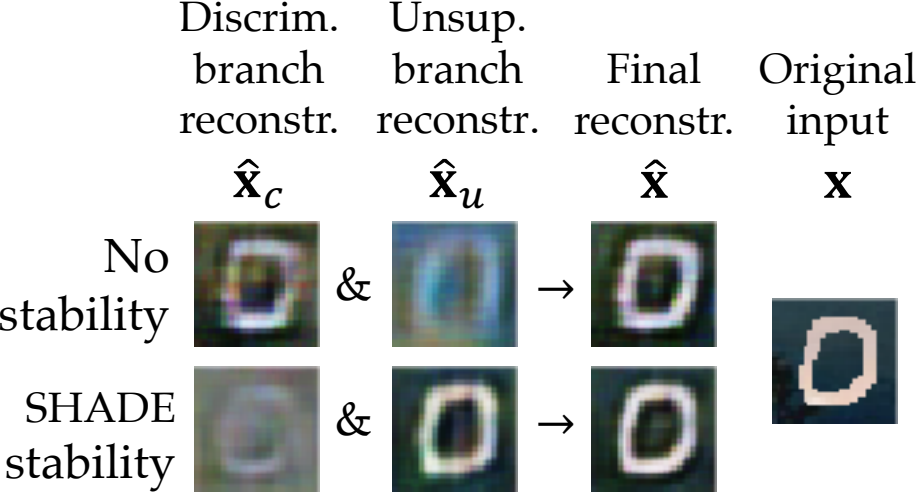 Discrim. Unsup.
branch branch Final Original
reconstr. reconstr. reconstr. input
x̂_c x̂_u x̂ x
No
stability & →
SHADE
stability & →